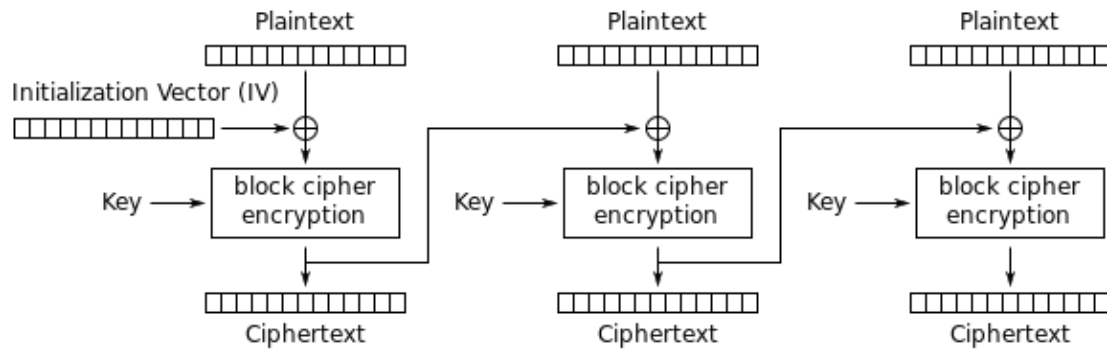 Plaintext
Plaintext
Plaintext
Initialization Vector (IV)
Key
block cipher
encryption
Key
block cipher
encryption
Key
block cipher
encryption
Ciphertext
Ciphertext
Ciphertext